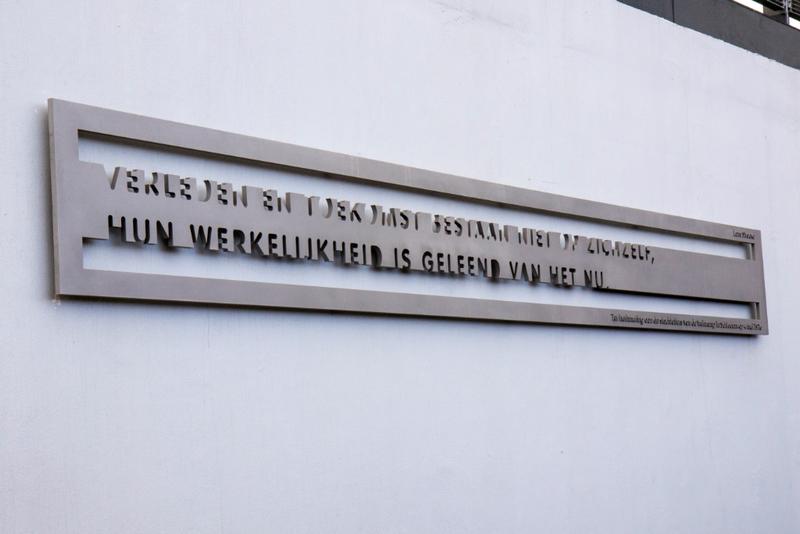 VERLEDEN EN TOEKOMST BESTAAN NIET OP ZICHZELF,
HUN WERKELIJKHEID IS GELEEND VAN HET NU.